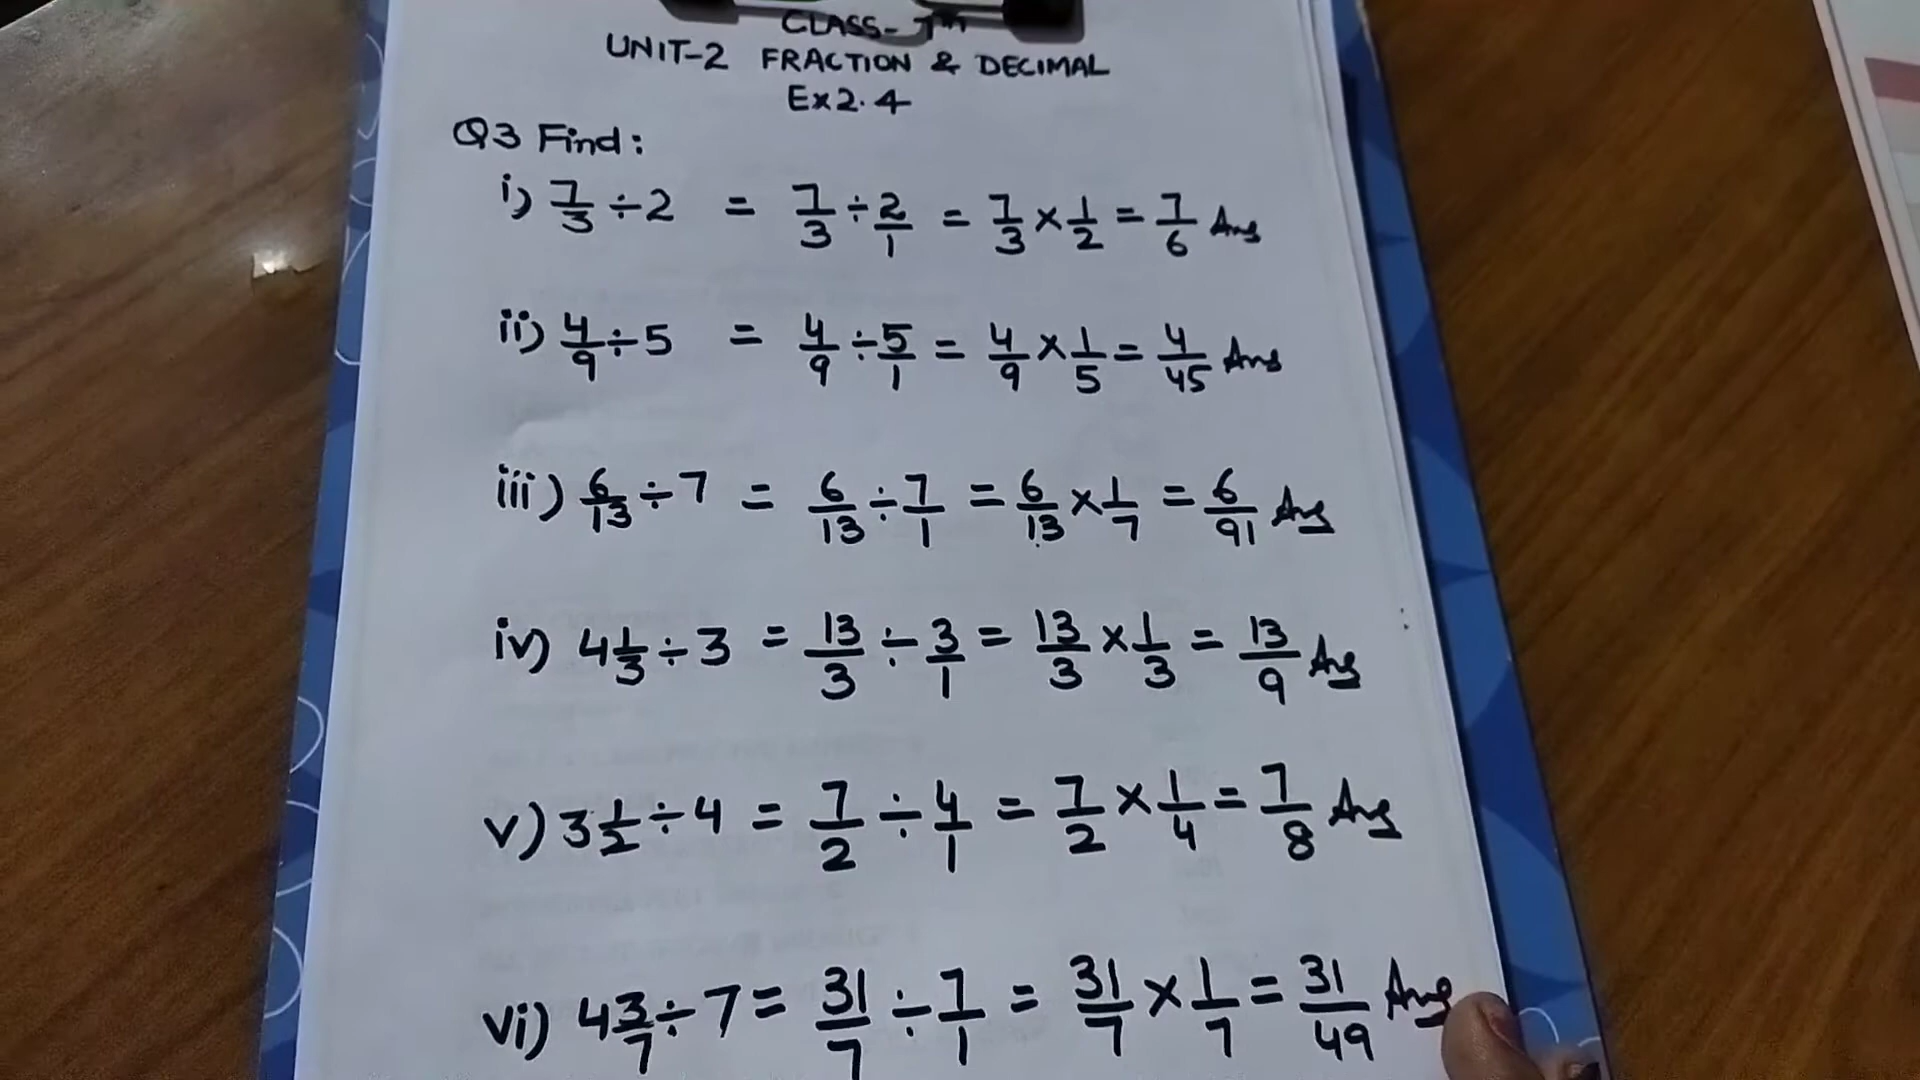 CLASS- 7TH
UNIT-2 FRACTION & DECIMAL
Ex 2.4
Q3 Find:
i) 7/3 ÷ 2 = 7/3 ÷ 2/1 = 7/3 × 1/2 = 7/6 Ans
ii) 4/9 ÷ 5 = 4/9 ÷ 5/1 = 4/9 × 1/5 = 4/45 Ans
iii) 6/13 ÷ 7 = 6/13 ÷ 7/1 = 6/13 × 1/7 = 6/91 Ans
iv) 4 1/3 ÷ 3 = 13/3 ÷ 3/1 = 13/3 × 1/3 = 13/9 Ans
v) 3 1/2 ÷ 4 = 7/2 ÷ 4/1 = 7/2 × 1/4 = 7/8 Ans
vi) 4 3/7 ÷ 7 = 31/7 ÷ 7/1 = 31/7 × 1/7 = 31/49 Ans